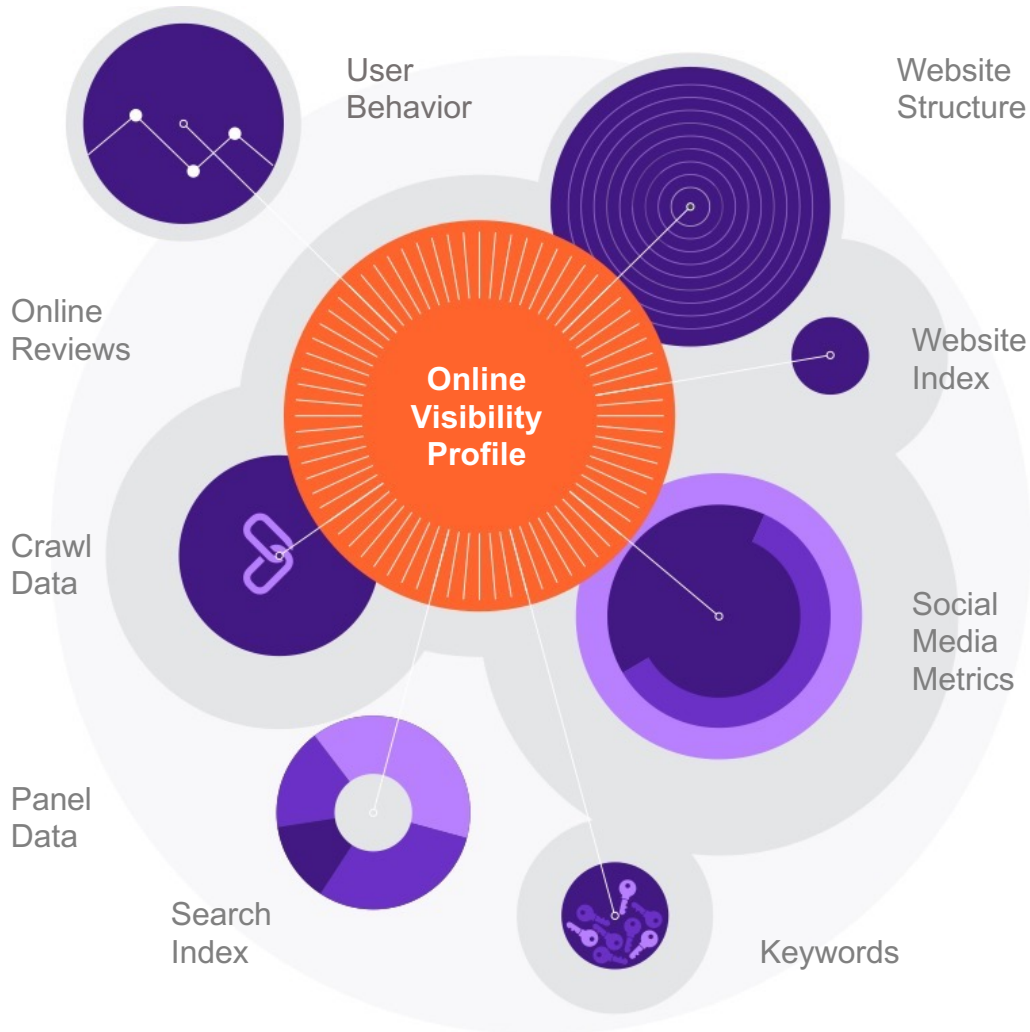 User
Behavior
Website
Structure
Online
Reviews
Website
Index
Online
Visibility
Profile
Crawl
Data
Social
Media
Metrics
Panel
Data
Search
Index
Keywords